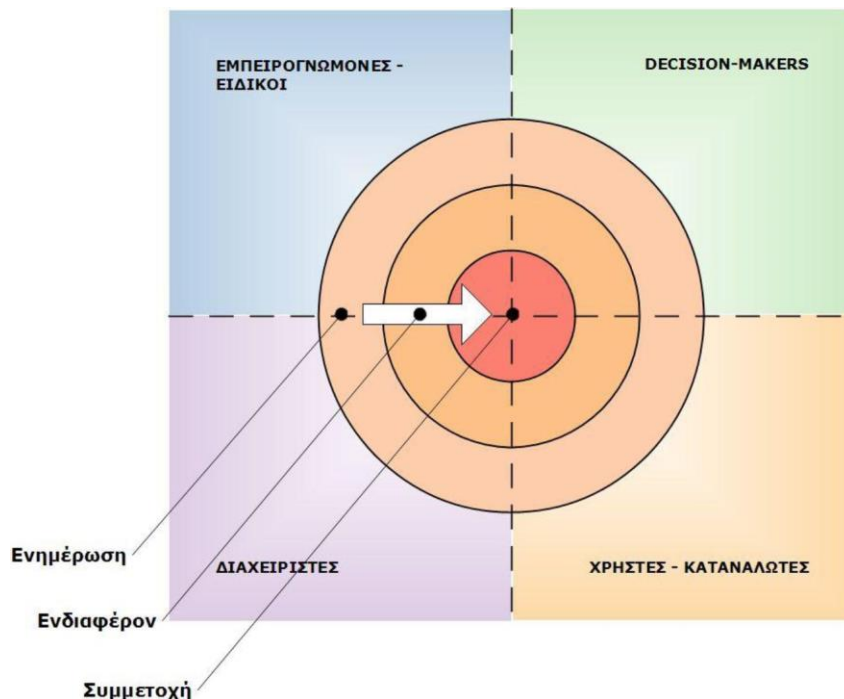 ΕΜΠΕΙΡΟΓΝΩΜΟΝΕΣ -
ΕΙΔΙΚΟΙ
DECISION-MAKERS
Ενημέρωση
ΔΙΑΧΕΙΡΙΣΤΕΣ
ΧΡΗΣΤΕΣ - ΚΑΤΑΝΑΛΩΤΕΣ
Ενδιαφέρον
Συμμετοχή